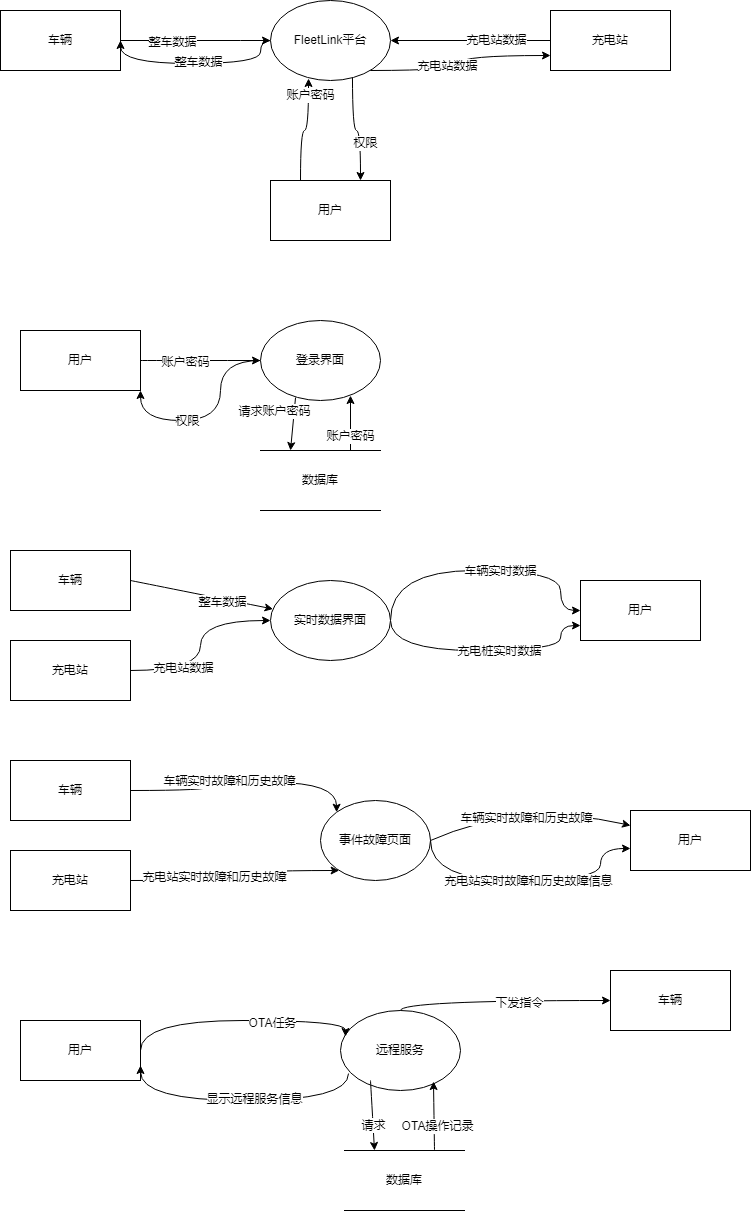 车辆
整车数据
整车数据
FleetLink平台
充电站数据
充电站数据
充电站
账户密码
权限
用户
用户
账户密码
权限
登录界面
请求账户密码
账户密码
数据库
车辆
整车数据
充电站
充电站数据
实时数据界面
车辆实时数据
充电桩实时数据
用户
车辆
车辆实时故障和历史故障
充电站
充电站实时故障和历史故障
事件故障页面
车辆实时故障和历史故障
充电站实时故障和历史故障信息
用户
用户
OTA任务
显示远程服务信息
远程服务
下发指令
车辆
请求
OTA操作记录
数据库